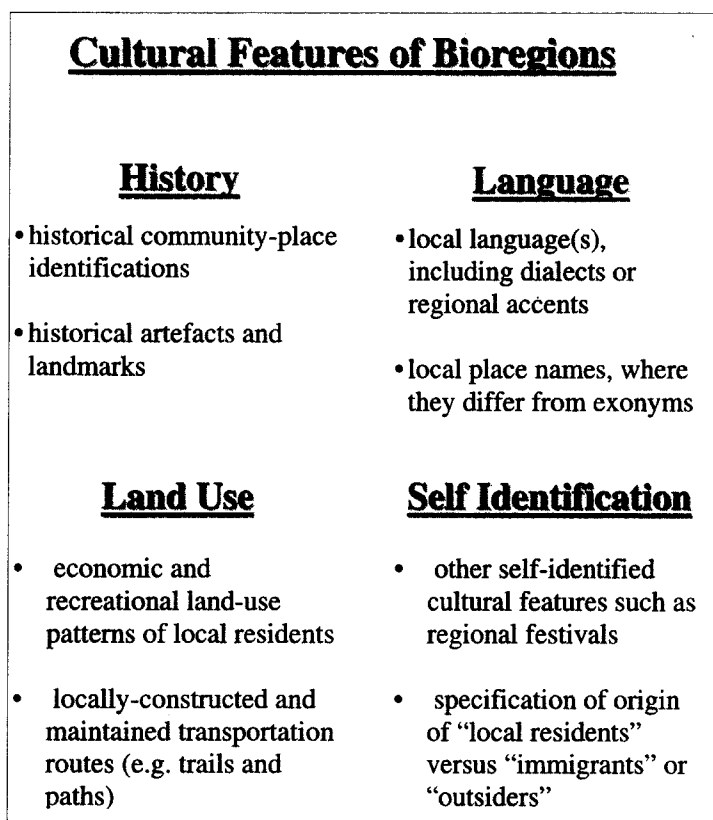 Cultural Features of Bioregions
History
•historical community-place
identifications
•historical artefacts and
landmarks
Language
•local language(s),
including dialects or
regional accents
•local place names, where
they differ from exonyms
Land Use
• economic and
recreational land-use
patterns of local residents
• locally-constructed and
maintained transportation
routes (e.g. trails and
paths)
Self Identification
• other self-identified
cultural features such as
regional festivals
• specification of origin
of “local residents”
versus “immigrants” or
“outsiders”